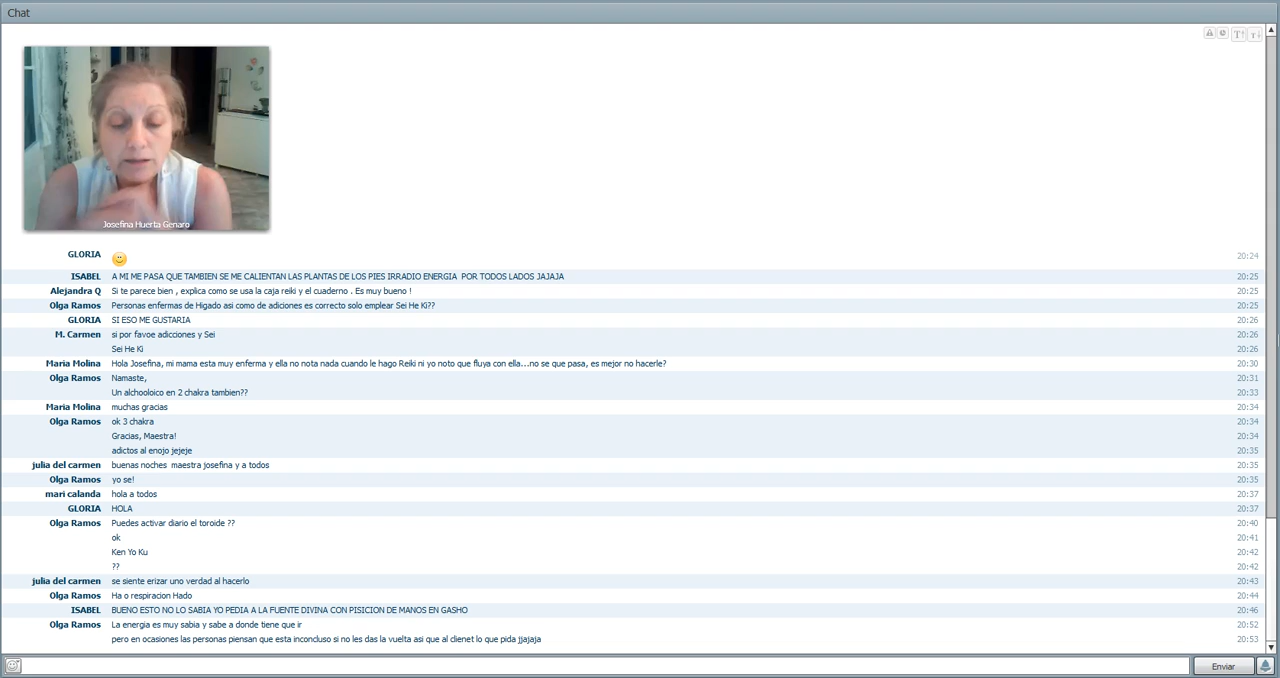 Chat
Josefina Huerta Genaro
GLORIA 20:24
ISABEL A MI ME PASA QUE TAMBIEN SE ME CALIENTAN LAS PLANTAS DE LOS PIES IRRADIO ENERGIA POR TODOS LADOS JAJAJA 20:25
Alejandra Q Si te parece bien , explica como se usa la caja reiki y el cuaderno . Es muy bueno ! 20:25
Olga Ramos Personas enfermas de Higado asi como de adiciones es correcto solo emplear Sei He Ki?? 20:25
GLORIA SI ESO ME GUSTARIA 20:26
M. Carmen si por favoe adicciones y Sei 20:26
Sei He Ki 20:26
Maria Molina Hola Josefina, mi mama esta muy enferma y ella no nota nada cuando le hago Reiki ni yo noto que fluya con ella...no se que pasa, es mejor no hacerle? 20:30
Olga Ramos Namaste, 20:31
Un alchooloico en 2 chakra tambien?? 20:33
Maria Molina muchas gracias 20:34
Olga Ramos ok 3 chakra 20:34
Gracias, Maestra! 20:34
adictos al enojo jejeje 20:35
julia del carmen buenas noches maestra josefina y a todos 20:35
Olga Ramos yo se! 20:35
mari calanda hola a todos 20:37
GLORIA HOLA 20:37
Olga Ramos Puedes activar diario el toroide ?? 20:40
ok 20:41
Ken Yo Ku 20:42
?? 20:42
julia del carmen se siente erizar uno verdad al hacerlo 20:43
Olga Ramos Ha o respiracion Hado 20:44
ISABEL BUENO ESTO NO LO SABIA YO PEDIA A LA FUENTE DIVINA CON PISICION DE MANOS EN GASHO 20:46
Olga Ramos La energia es muy sabia y sabe a donde tiene que ir 20:52
pero en ocasiones las personas piensan que esta inconcluso si no les das la vuelta asi que al clienet lo que pida jjajaja 20:53
Enviar